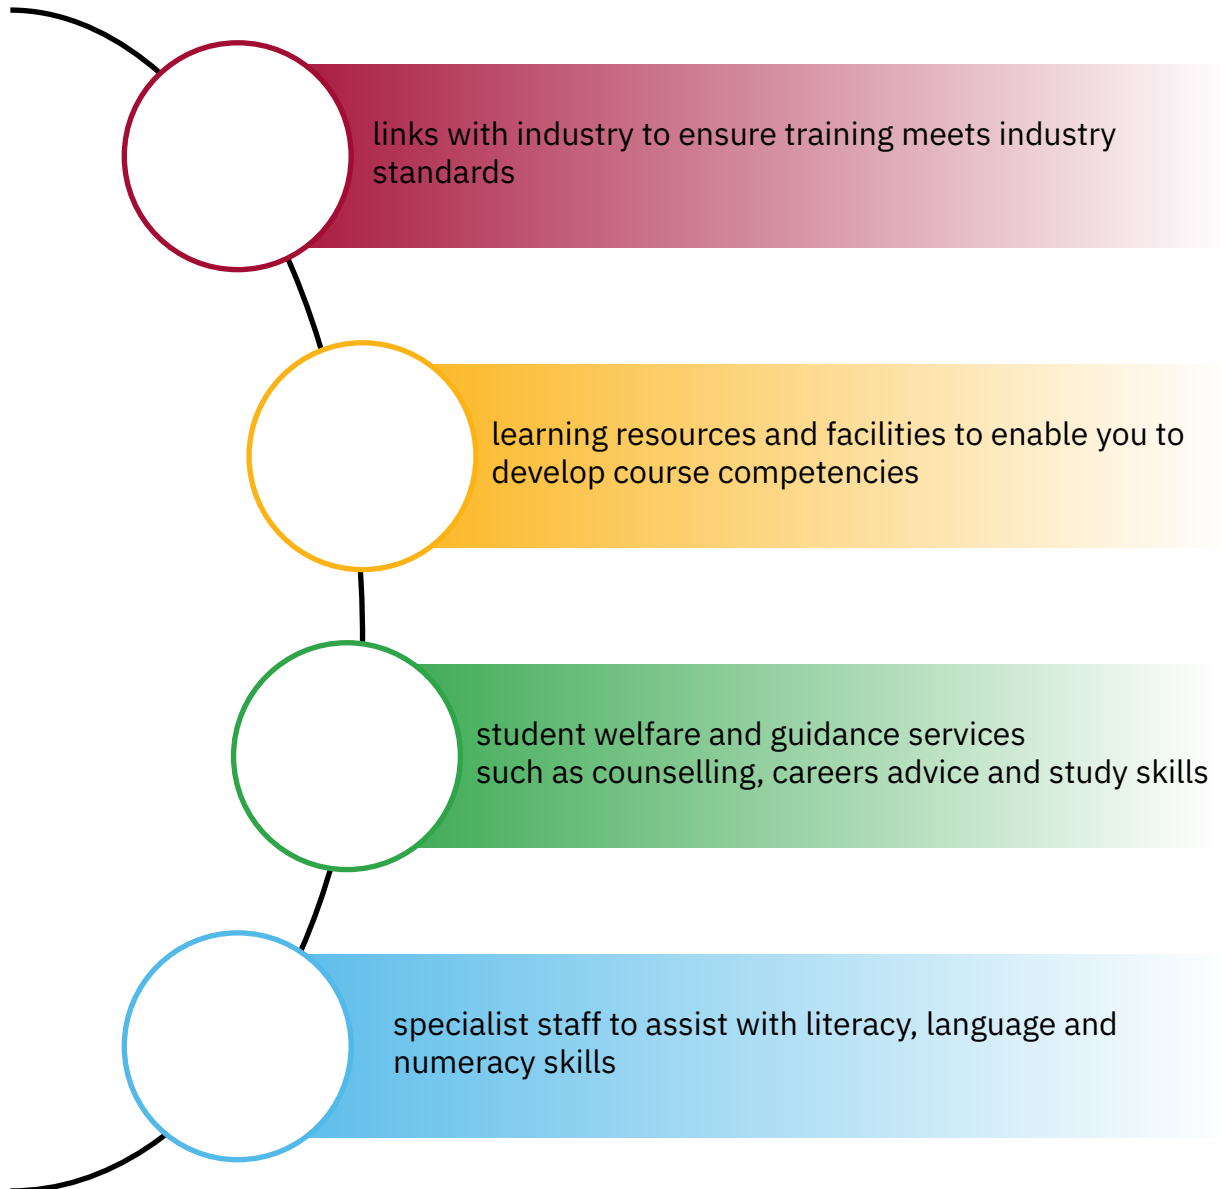 links with industry to ensure training meets industry
standards
learning resources and facilities to enable you to
develop course competencies
student welfare and guidance services
such as counselling, careers advice and study skills
specialist staff to assist with literacy, language and
numeracy skills